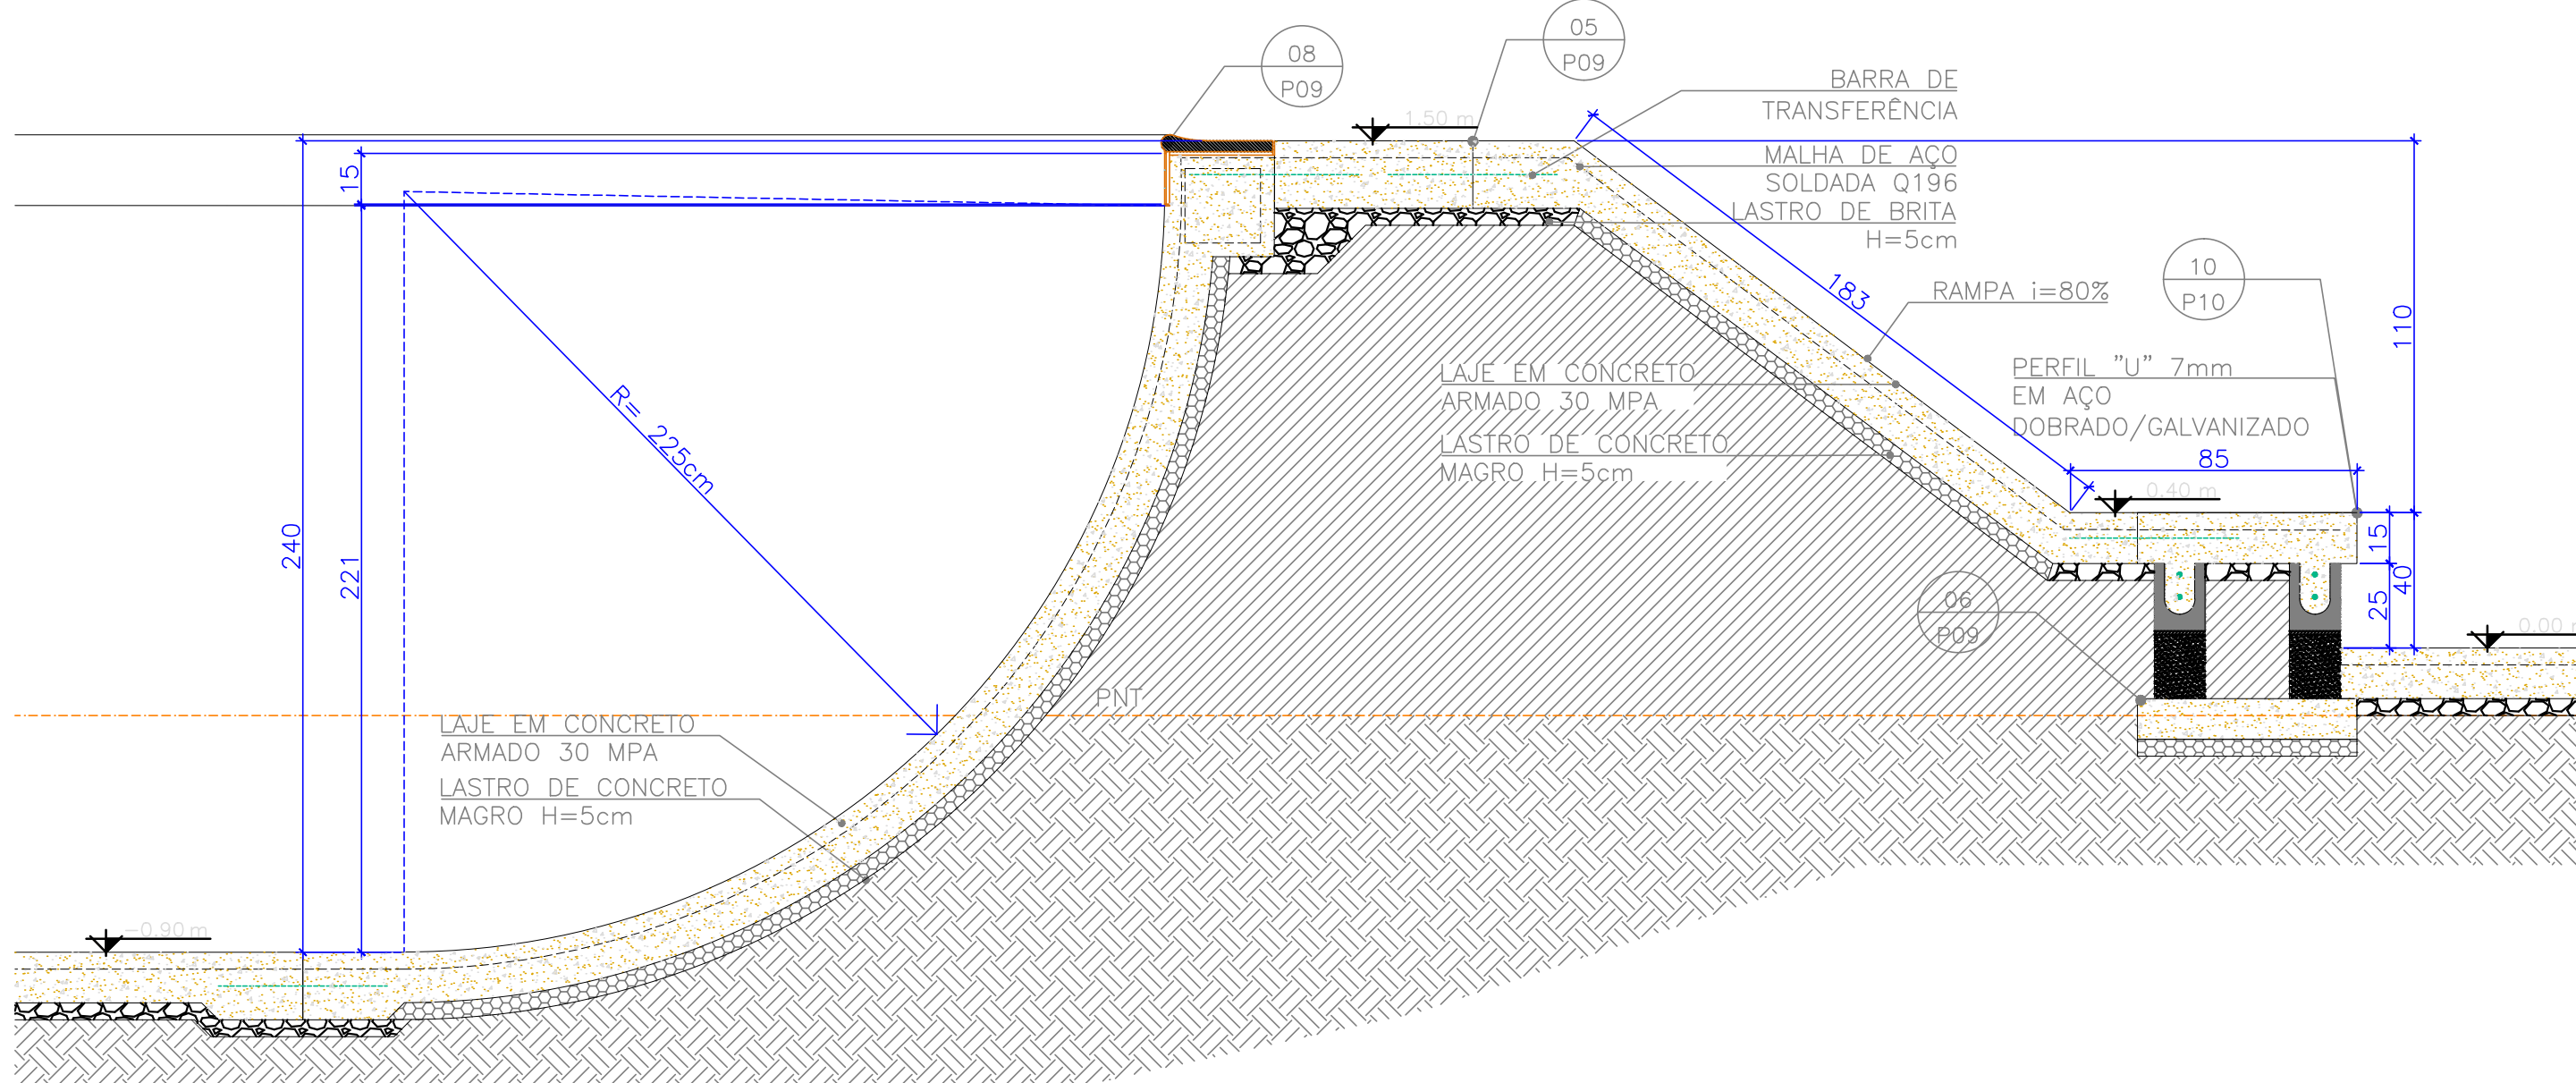 05
P09
08
P09
BARRA DE
TRANSFERÊNCIA
1.50 m
MALHA DE AÇO
SOLDADA Q196
LASTRO DE BRITA
H=5cm
15
10
P10
183
RAMPA i=80%
110
LAJE EM CONCRETO
ARMADO 30 MPA
PERFIL "U" 7mm
EM AÇO
DOBRADO/GALVANIZADO
R= 225cm
LASTRO DE CONCRETO
MAGRO H=5cm
85
0.40 m
240
221
15
40
25
06
P09
0.00
PNT
LAJE EM CONCRETO
ARMADO 30 MPA
LASTRO DE CONCRETO
MAGRO H=5cm
-0.90 m